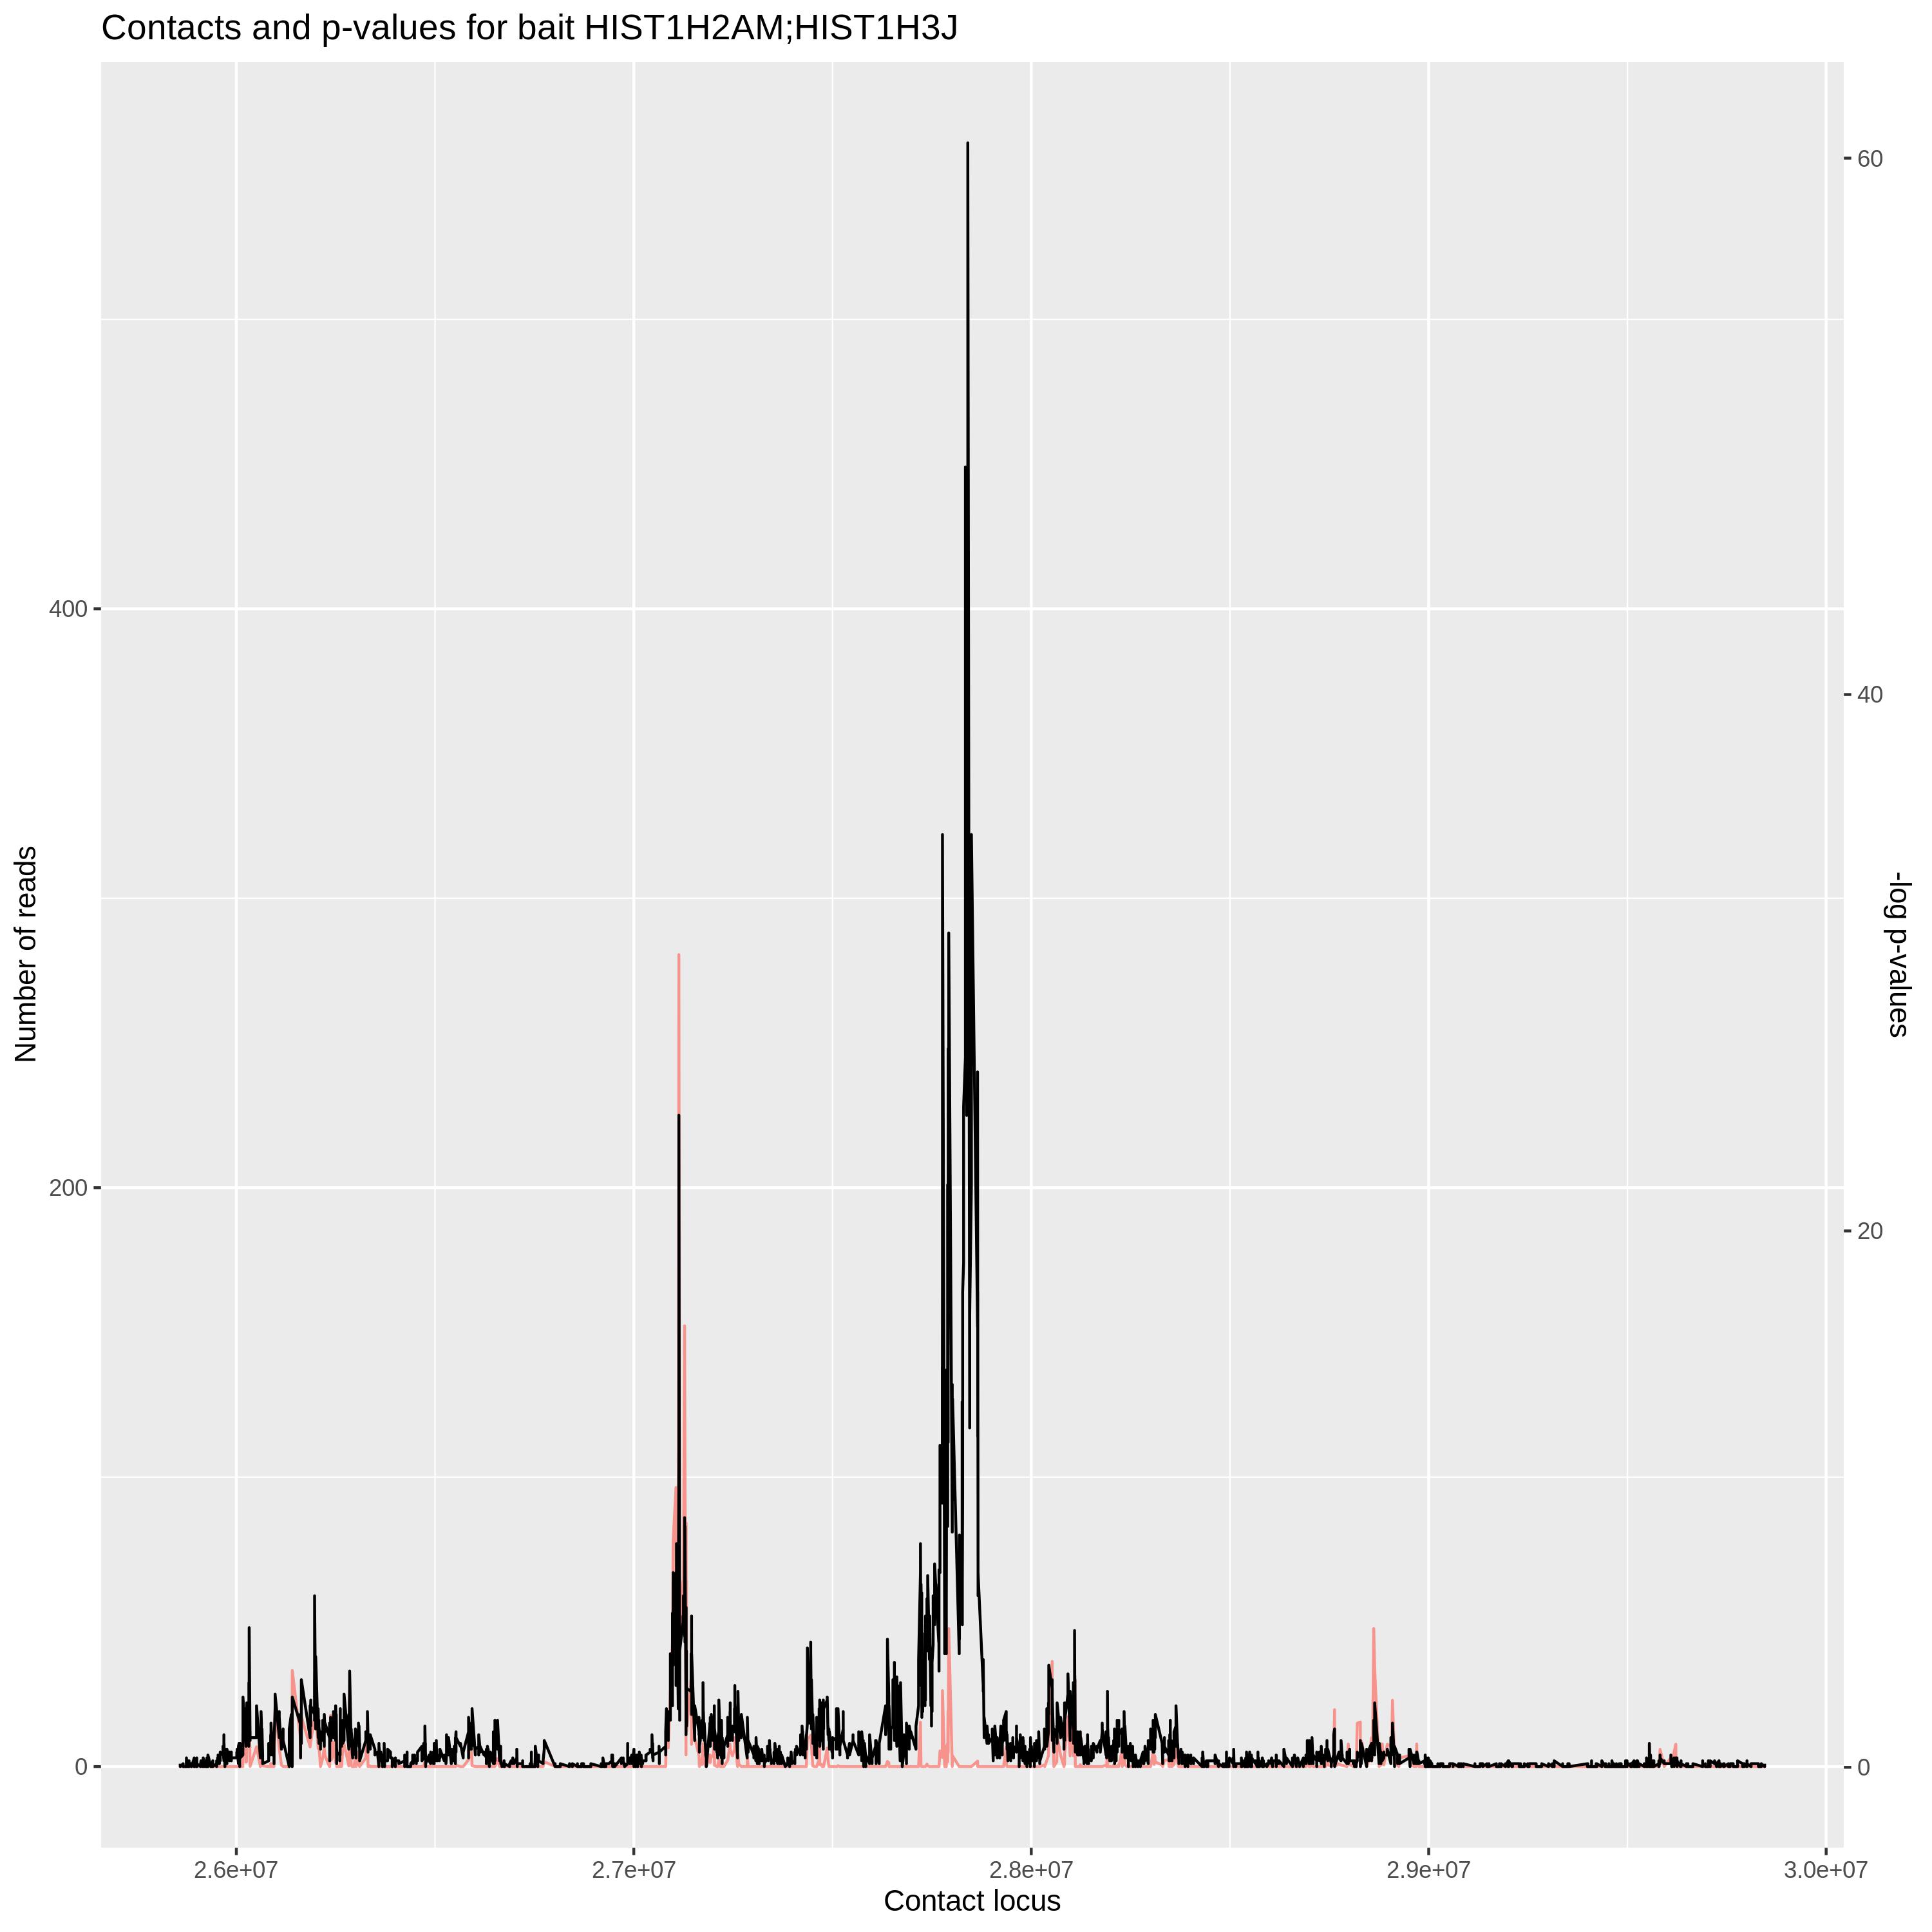 Contacts and p-values for bait HIST1H2AM;HIST1H3J
Number of reads
400
200
0
60
40
20
0
-log p-values
2.6e+07
2.7e+07
2.8e+07
2.9e+07
3.0e+07
Contact locus